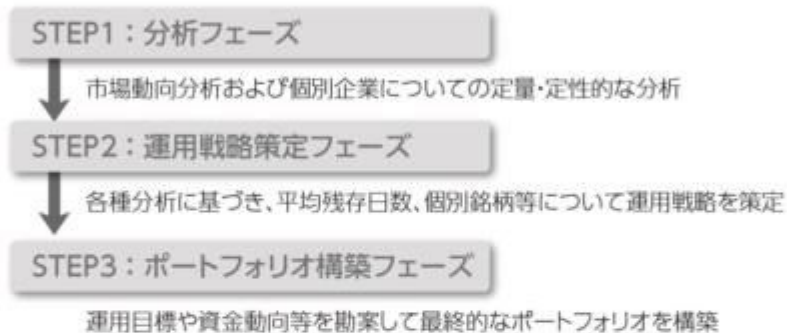 STEP1：分析フェーズ
市場動向分析および個別企業についての定量・定性的な分析
STEP2：運用戦略策定フェーズ
各種分析に基づき、平均残存日数、個別銘柄等について運用戦略を策定
STEP3：ポートフォリオ構築フェーズ
運用目標や資金動向等を勘案して最終的なポートフォリオを構築